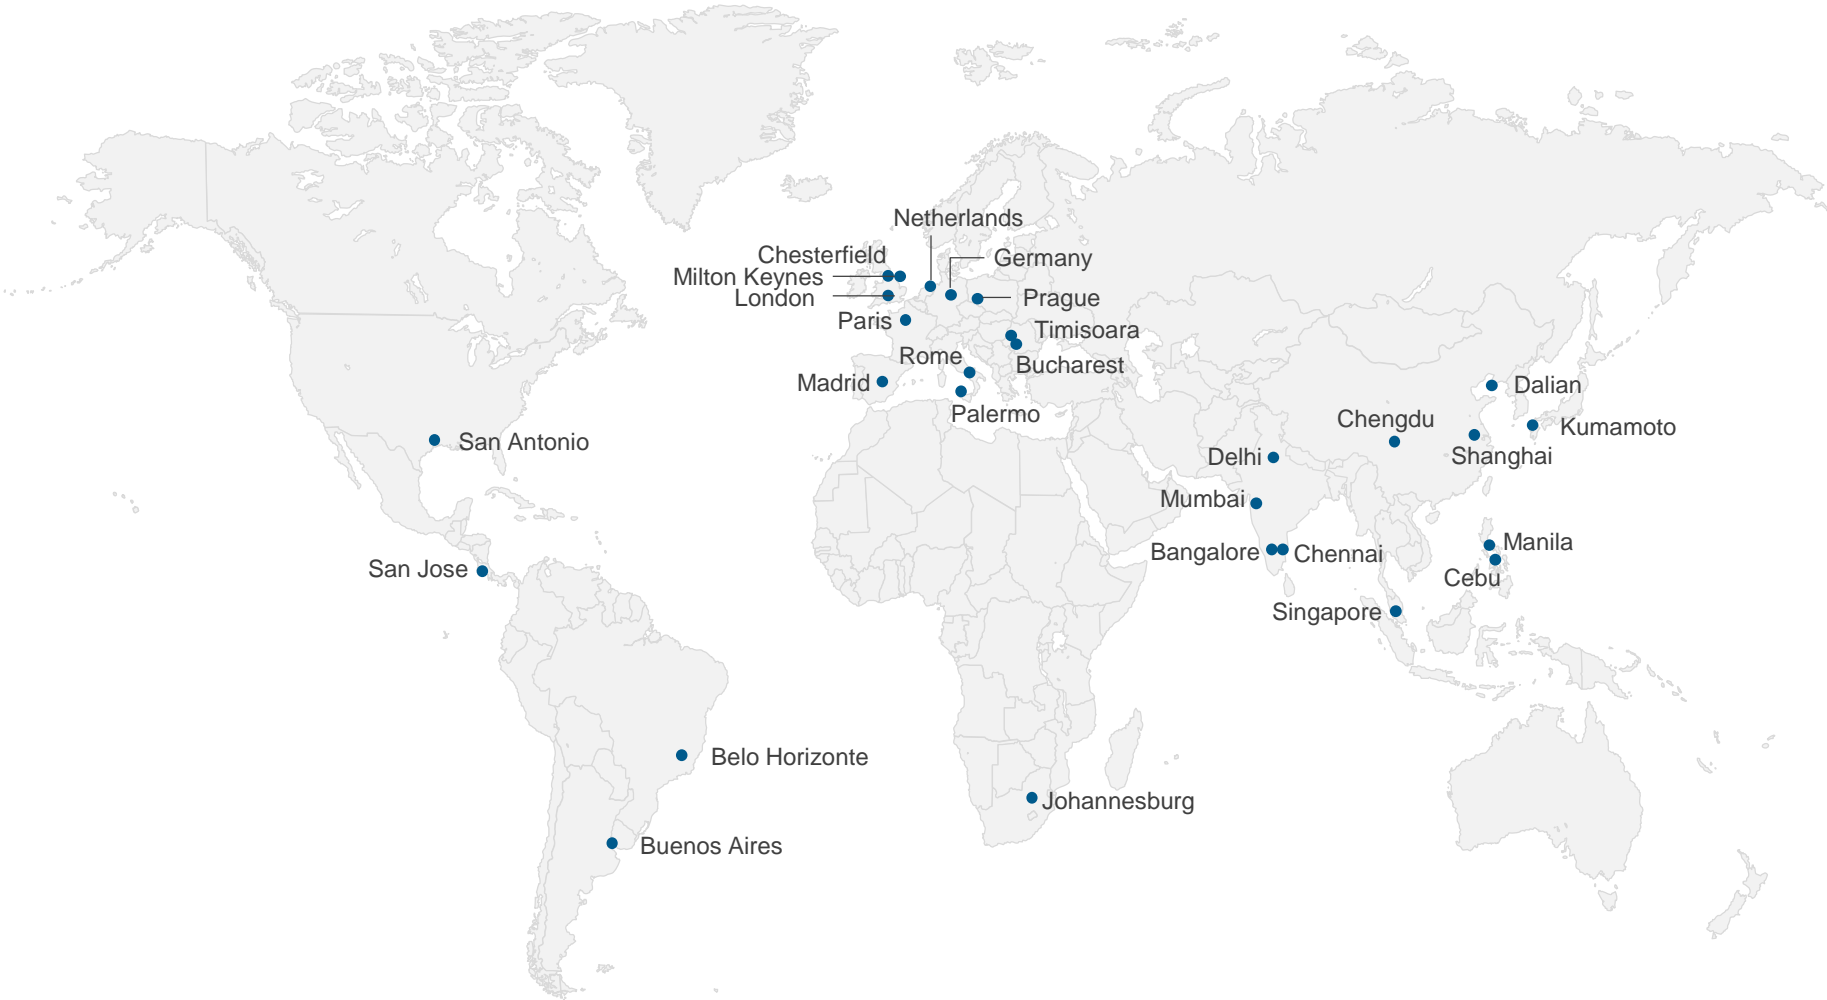 Netherlands
Chesterfield
Germany
Milton Keynes
London
Prague
Paris
Timisoara
Rome
Bucharest
Madrid
Dalian
Palermo
Chengdu
Kumamoto
San Antonio
Delhi
Shanghai
Mumbai
Manila
Bangalore
Chennai
San Jose
Cebu
Singapore
Belo Horizonte
Johannesburg
Buenos Aires